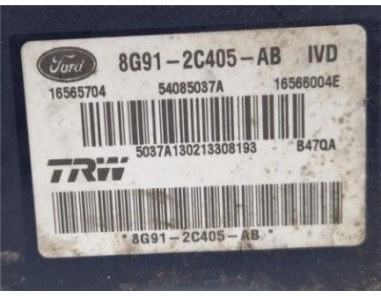 Ford 8G91-2C405-AB IVD
16565704 54085037A 16566004E
5037A130213308193 B47QA
TRW
*8G91-2C405-AB*